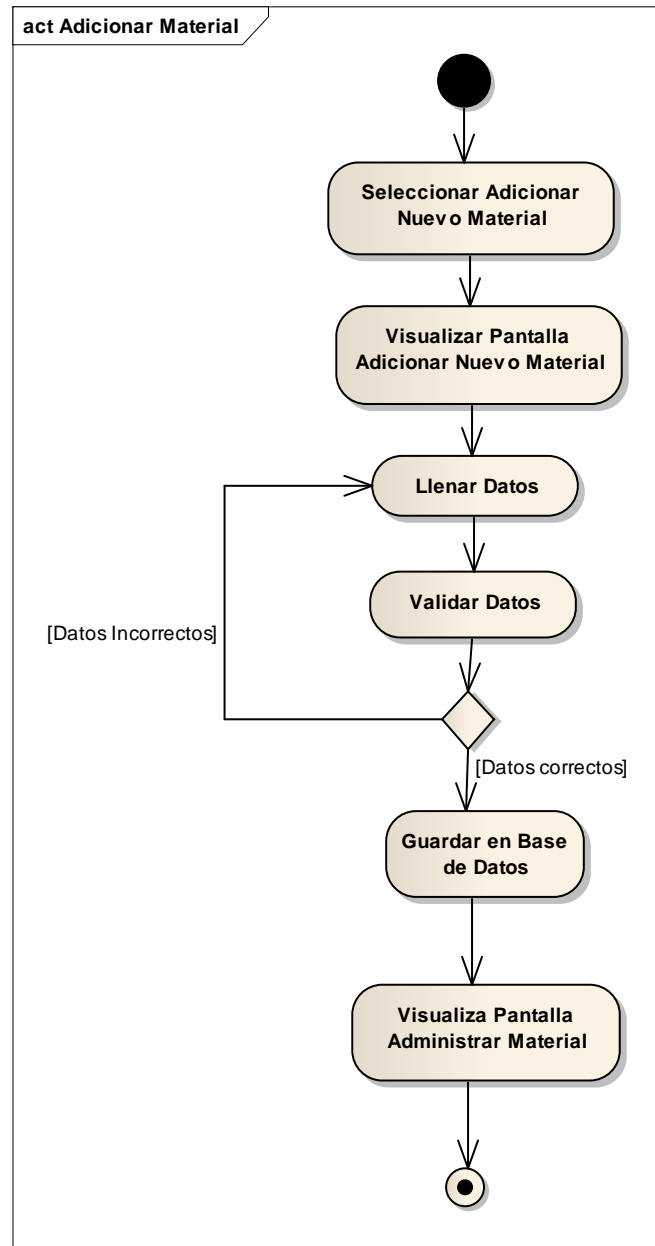 act Adicionar Material
Seleccionar Adicionar
Nuevo Material
Visualizar Pantalla
Adicionar Nuevo Material
Llenar Datos
Validar Datos
[Datos Incorrectos]
[Datos correctos]
Guardar en Base
de Datos
Visualiza Pantalla
Administrar Material